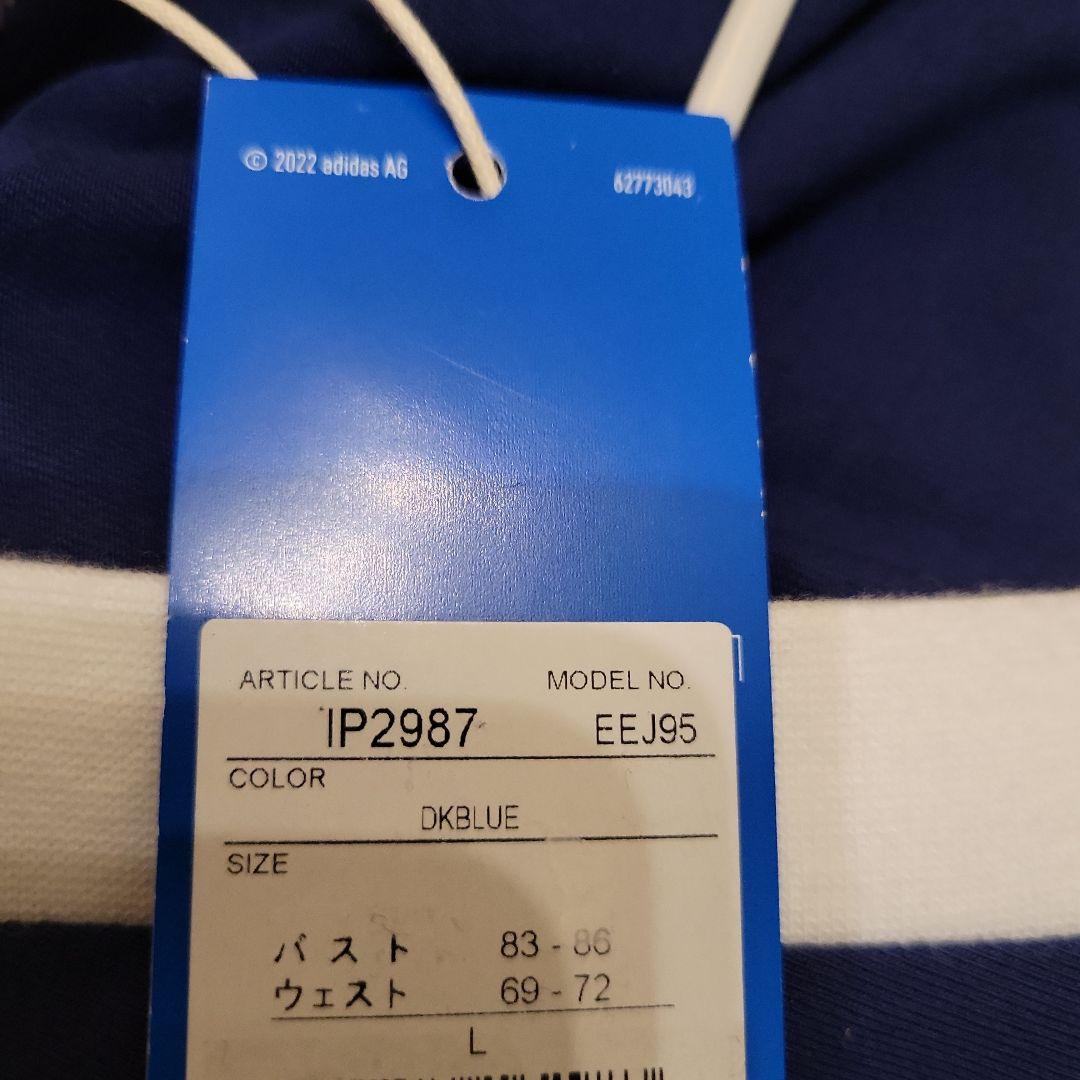 © 2022 adidas AG
62773043
ARTICLE NO. MODEL NO.
IP2987 EEJ95
COLOR
DKBLUE
SIZE
バスト 83 - 86
ウェスト 69 - 72
L